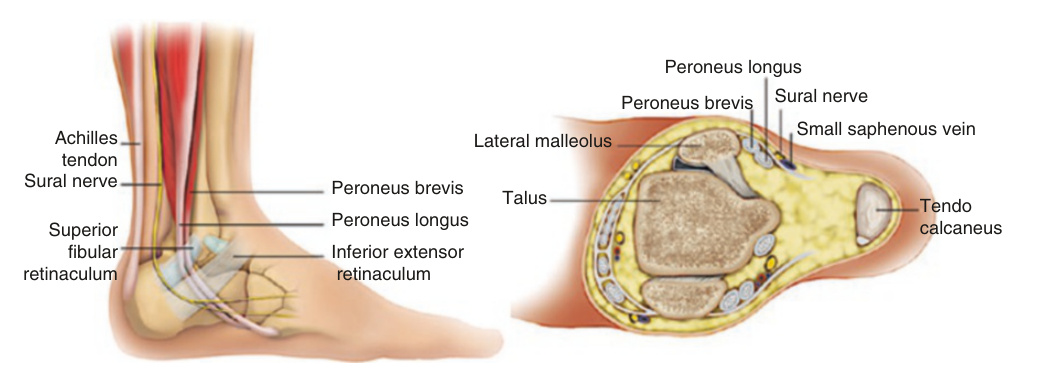 Achilles
tendon
Sural nerve
Superior
fibular
retinaculum
Peroneus brevis
Peroneus longus
Inferior extensor
retinaculum
Peroneus longus
Peroneus brevis
Sural nerve
Small saphenous vein
Lateral malleolus
Talus
Tendo
calcaneus